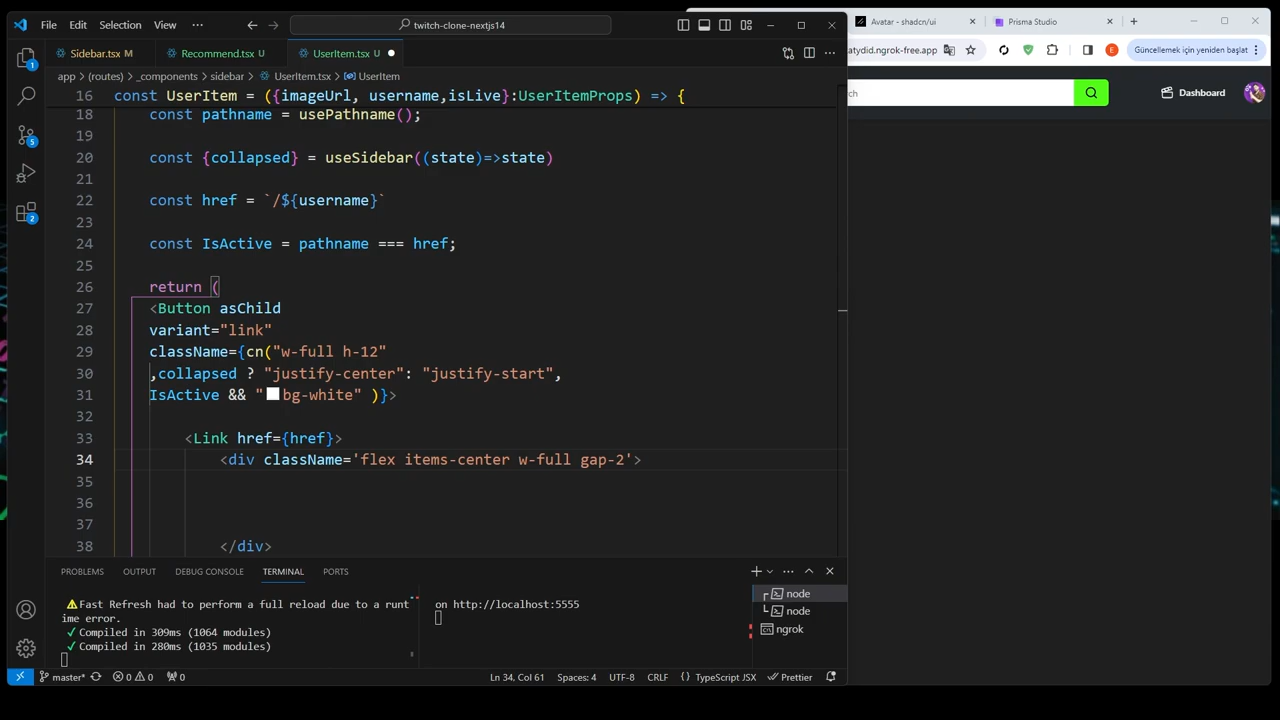 File Edit Selection View ··· twitch-clone-nextjs14
Avatar - shadcn/ui Prisma Studio
Sidebar.tsx M Recommend.tsx U UserItem.tsx U
atydid.ngrok-free.app E Güncellemek için yeniden başlat
app > (routes) > _components > sidebar > UserItem.tsx > UserItem
ch Dashboard
16 const UserItem = ({imageUrl, username,isLive}:UserItemProps) => {
18 const pathname = usePathname();
19
20 const {collapsed} = useSidebar((state)=>state)
21
22 const href = `/${username}`
23
24 const IsActive = pathname === href;
25
26 return (
27 <Button asChild
28 variant="link"
29 className={cn("w-full h-12"
30 ,collapsed ? "justify-center": "justify-start",
31 IsActive && "bg-white" )}>
32
33 <Link href={href}>
34 <div className='flex items-center w-full gap-2'>
35
36
37
38 </div>
PROBLEMS OUTPUT DEBUG CONSOLE TERMINAL PORTS
⚠Fast Refresh had to perform a full reload due to a runt
ime error.
✓Compiled in 309ms (1064 modules)
✓Compiled in 280ms (1035 modules)
on http://localhost:5555
node
node
ngrok
1
5
2
master* 0 0 0 Ln 34, Col 61 Spaces: 4 UTF-8 CRLF {} TypeScript JSX Prettier